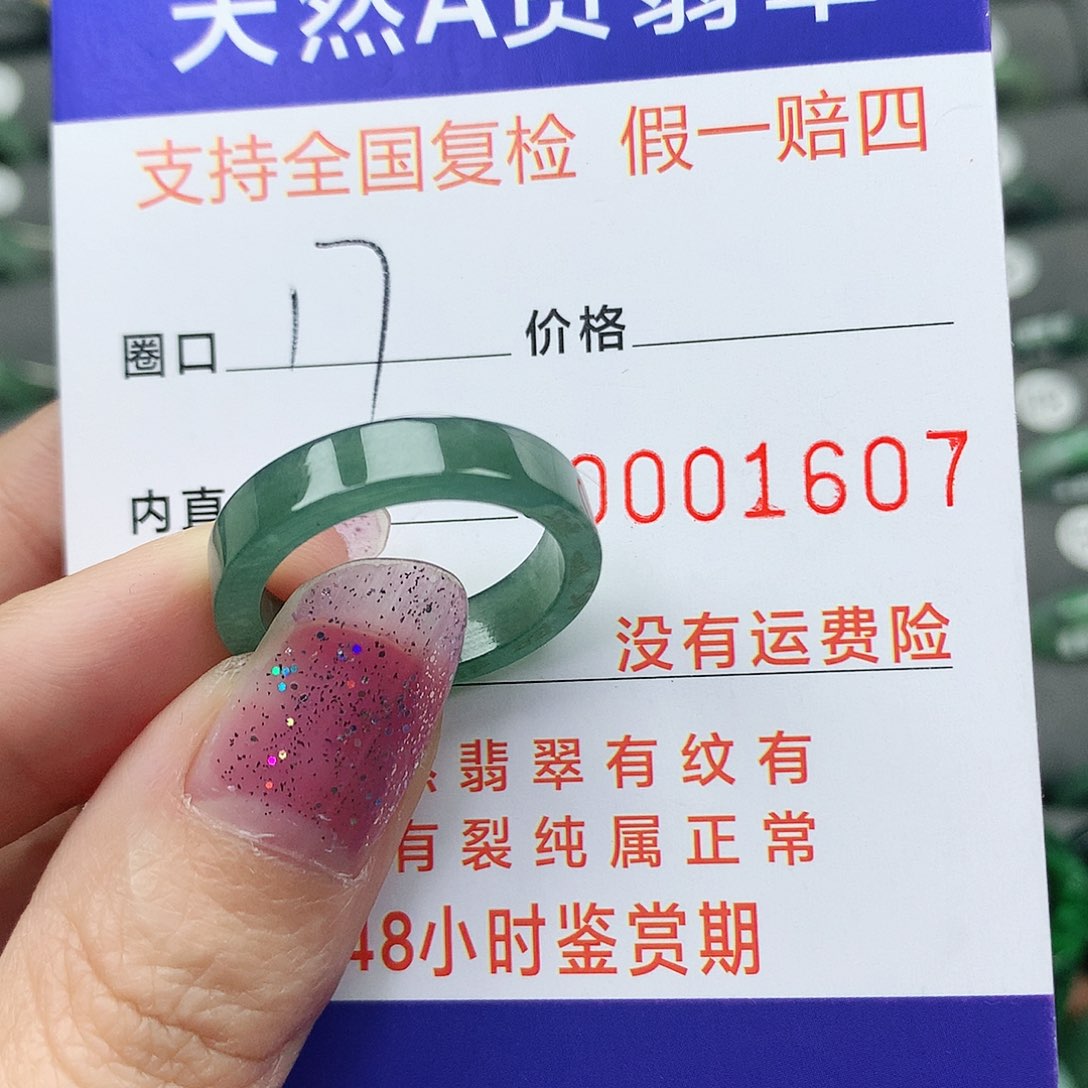 天然A货翡翠
支持全国复检 假一赔四
圈口 17 价格
内直 0001607
没有运费险
翡翠有纹有
有裂纯属正常
48小时鉴赏期